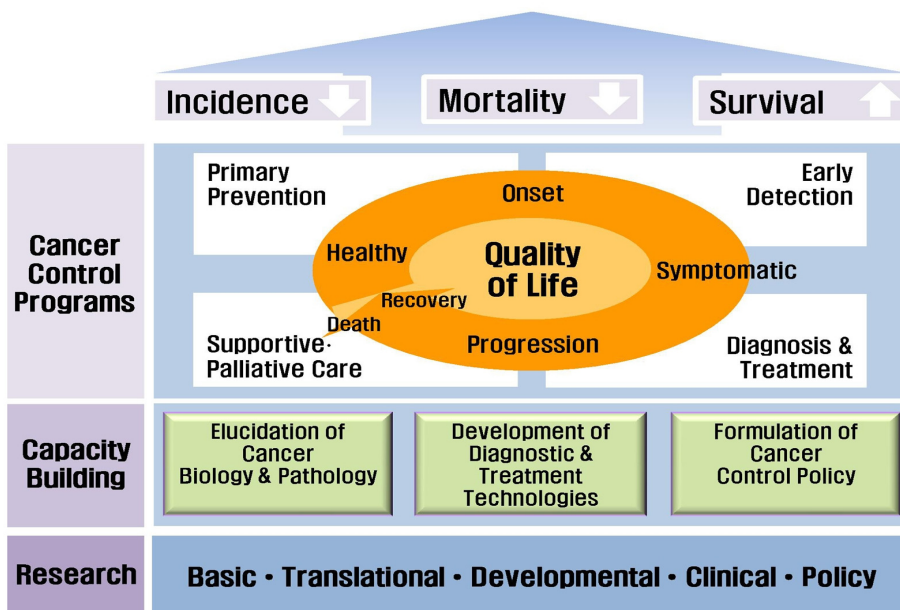 Incidence
Mortality
Survival
Cancer
Control
Programs
Primary
Prevention
Early
Detection
Onset
Healthy
Quality
of Life
Symptomatic
Recovery
Death
Progression
Supportive·
Palliative Care
Diagnosis &
Treatment
Capacity
Building
Elucidation of
Cancer
Biology & Pathology
Development of
Diagnostic &
Treatment
Technologies
Formulation of
Cancer
Control Policy
Research
Basic · Translational · Developmental · Clinical · Policy